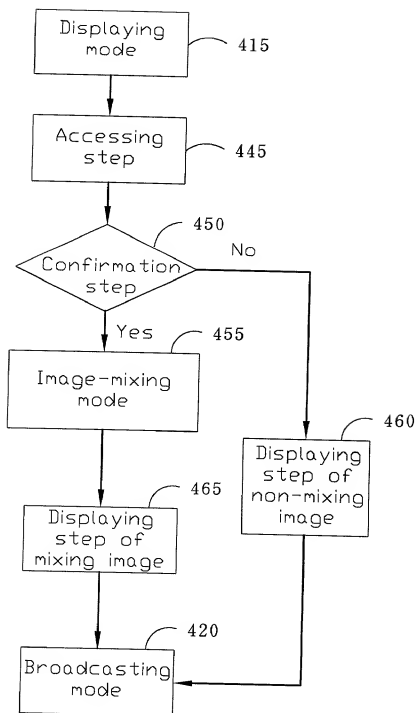 Displaying
mode
415
Accessing
step
445
450
Confirmation
step
No
Yes
455
Image-mixing
mode
460
Displaying
step of
non-mixing
image
465
Displaying
step of
mixing image
420
Broadcasting
mode